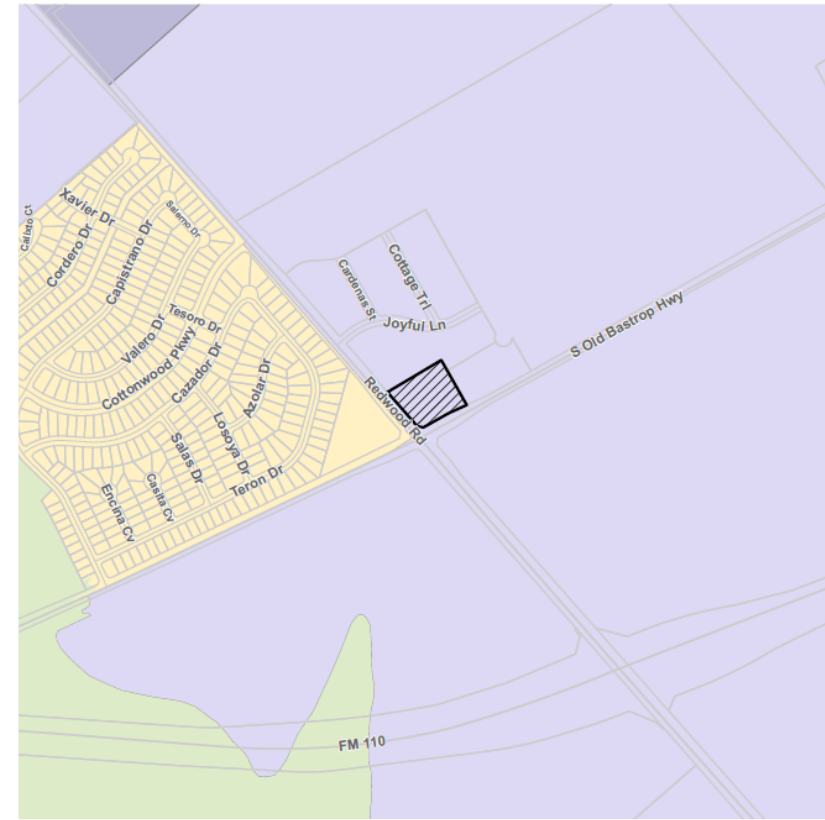 Xavier Dr
Salerno Dr
Calixto Ct
Cordero Dr
Capistrano Dr
Cottage Trl
Cardenas St
Tesoro Dr
Joyful Ln
S Old Bastrop Hwy
Valero Dr
Cottonwood Pkwy
Cazador Dr
Azolar Dr
Redwood Rd
Losoya Dr
Salas Dr
Teron Dr
Casita Cv
Encina Cv
FM 110